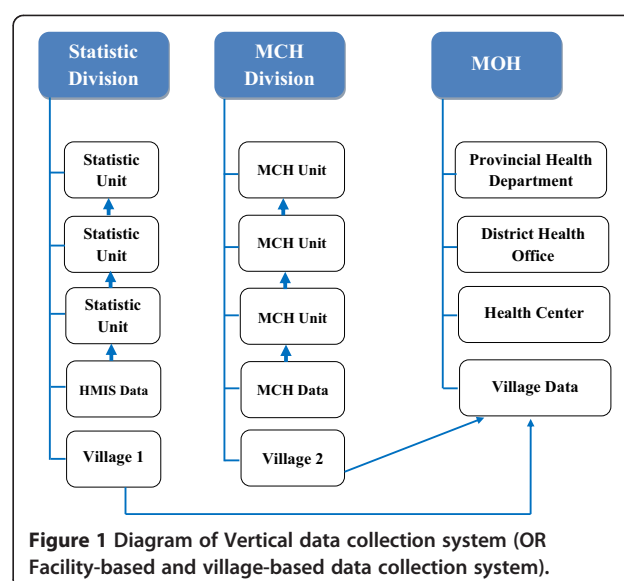 Statistic
Division
MCH
Division
MOH
Statistic
Unit
MCH Unit
Provincial Health
Department
Statistic
Unit
MCH Unit
District Health
Office
Statistic
Unit
MCH Unit
Health Center
HMIS Data
MCH Data
Village Data
Village 1
Village 2
Figure 1 Diagram of Vertical data collection system (OR
Facility-based and village-based data collection system).